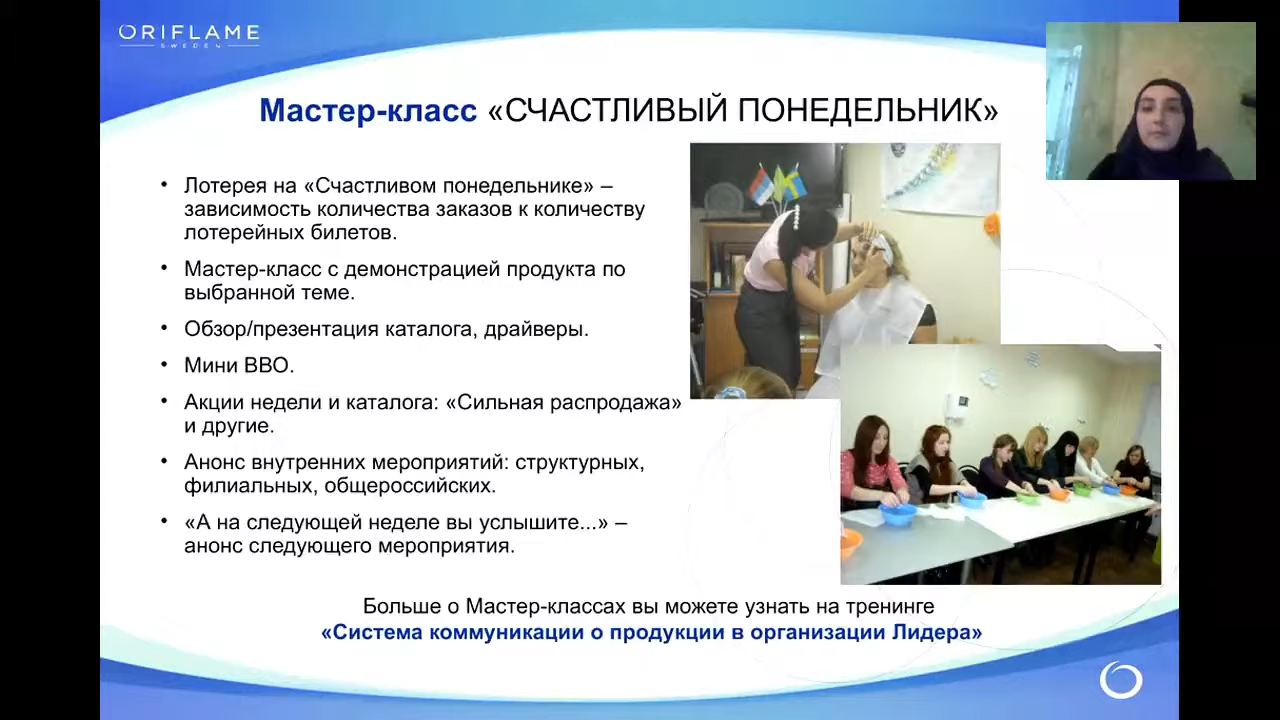 ORIFLAME
SWEDEN
Мастер-класс «СЧАСТЛИВЫЙ ПОНЕДЕЛЬНИК»
• Лотерея на «Счастливом понедельнике» –
зависимость количества заказов к количеству
лотерейных билетов.
• Мастер-класс с демонстрацией продукта по
выбранной теме.
• Обзор/презентация каталога, драйверы.
• Мини ВВО.
• Акции недели и каталога: «Сильная распродажа»
и другие.
• Анонс внутренних мероприятий: структурных,
филиальных, общероссийских.
• «А на следующей неделе вы услышите...» –
анонс следующего мероприятия.
Больше о Мастер-классах вы можете узнать на тренинге
«Система коммуникации о продукции в организации Лидера»